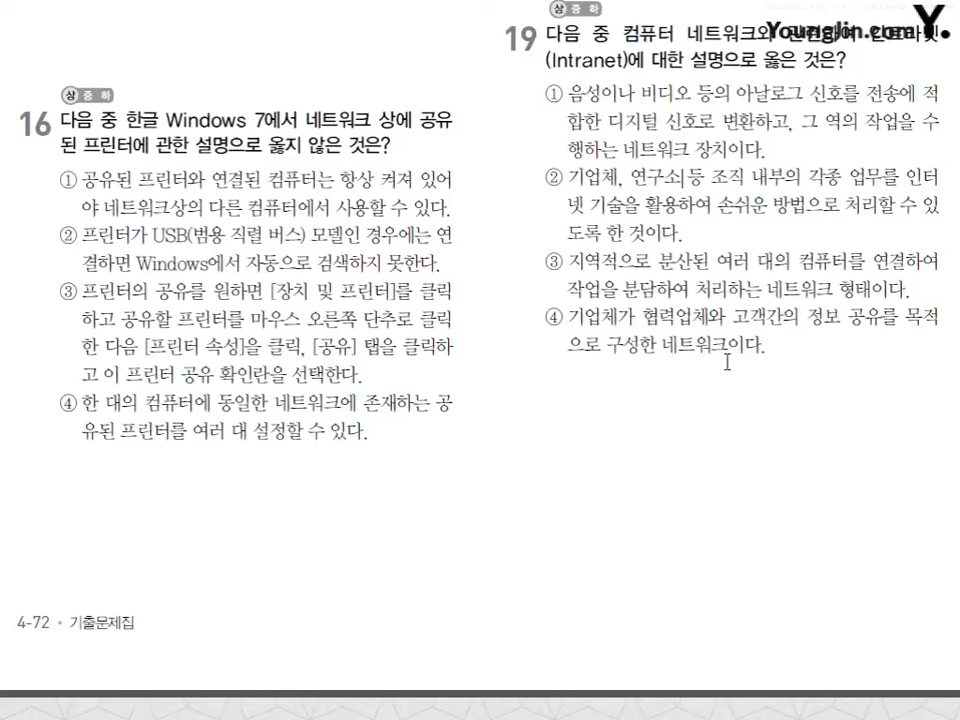 상 중 하
16 다음 중 한글 Windows 7에서 네트워크 상에 공유
된 프린터에 관한 설명으로 옳지 않은 것은?
① 공유된 프린터와 연결된 컴퓨터는 항상 켜져 있어
야 네트워크상의 다른 컴퓨터에서 사용할 수 있다.
② 프린터가 USB(범용 직렬 버스) 모델인 경우에는 연
결하면 Windows에서 자동으로 검색하지 못한다.
③ 프린터의 공유를 원하면 [장치 및 프린터]를 클릭
하고 공유할 프린터를 마우스 오른쪽 단추로 클릭
한 다음 [프린터 속성]을 클릭, [공유] 탭을 클릭하
고 이 프린터 공유 확인란을 선택한다.
④ 한 대의 컴퓨터에 동일한 네트워크에 존재하는 공
유된 프린터를 여러 대 설정할 수 있다.
4-72 • 기출문제집
상 중 하
Youngjin.com Y.
19 다음 중 컴퓨터 네트워크와 관련하여 인트라넷
(Intranet)에 대한 설명으로 옳은 것은?
① 음성이나 비디오 등의 아날로그 신호를 전송에 적
합한 디지털 신호로 변환하고, 그 역의 작업을 수
행하는 네트워크 장치이다.
② 기업체, 연구소 등 조직 내부의 각종 업무를 인터
넷 기술을 활용하여 손쉬운 방법으로 처리할 수 있
도록 한 것이다.
③ 지역적으로 분산된 여러 대의 컴퓨터를 연결하여
작업을 분담하여 처리하는 네트워크 형태이다.
④ 기업체가 협력업체와 고객간의 정보 공유를 목적
으로 구성한 네트워크이다.